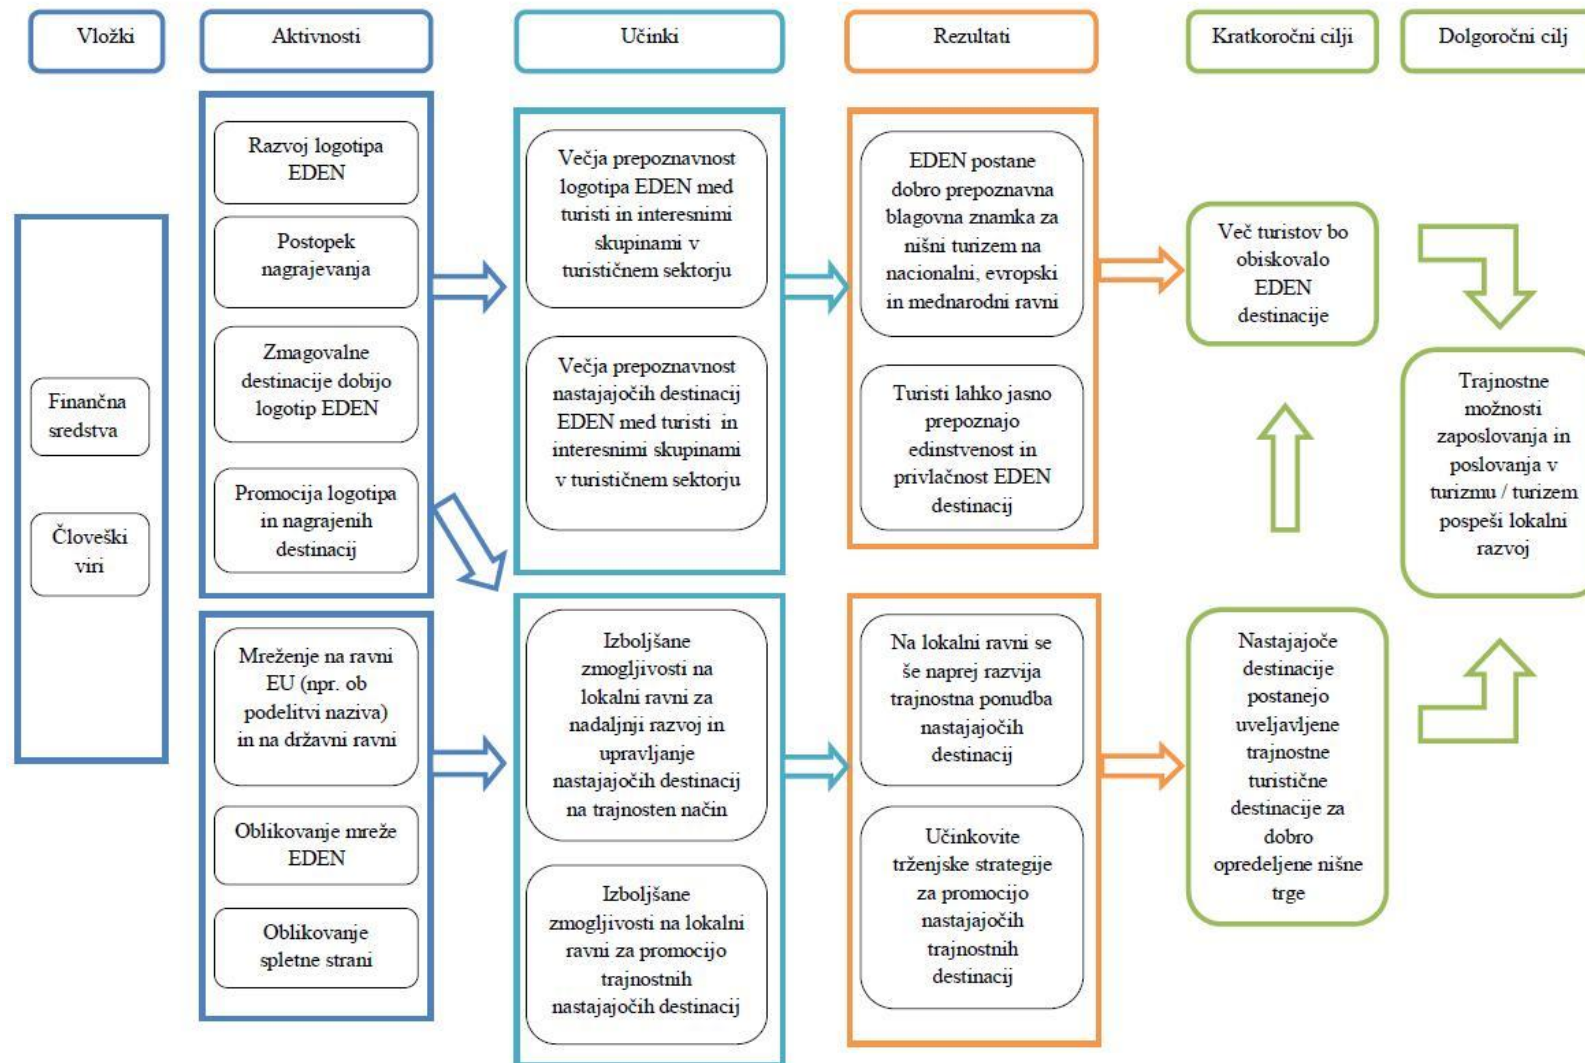 Vložki
Aktivnosti
Učinki
Rezultati
Kratkoročni cilji
Dolgoročni cilj
Finančna
sredstva
Človeški
viri
Razvoj logotipa
EDEN
Postopek
nagrajevanja
Zmagovalne
destinacije dobijo
logotip EDEN
Promocija logotipa
in nagrajenih
destinacij
Mreženje na ravni
EU (npr. ob
podelitvi naziva)
in na državni ravni
Oblikovanje mreže
EDEN
Oblikovanje
spletne strani
Večja prepoznavnost
logotipa EDEN med
turisti in interesnimi
skupinami v
turističnem sektorju
Večja prepoznavnost
nastajajočih destinacij
EDEN med turisti in
interesnimi skupinami
v turističnem sektorju
Izboljšane
zmogljivosti na
lokalni ravni za
nadaljnji razvoj in
upravljanje
nastajajočih destinacij
na trajnosten način
Izboljšane
zmogljivosti na lokalni
ravni za promocijo
trajnostnih
nastajajočih destinacij
EDEN postane
dobro prepoznavna
blagovna znamka za
nišni turizem na
nacionalni, evropski
in mednarodni ravni
Turisti lahko jasno
prepoznajo
edinstvenost in
privlačnost EDEN
destinacij
Na lokalni ravni se
še naprej razvija
trajnostna ponudba
nastajajočih
destinacij
Učinkovite
trženjske strategije
za promocijo
nastajajočih
trajnostnih
destinacij
Več turistov bo
obiskovalo
EDEN
destinacije
Nastajajoče
destinacije
postanejo
uveljavljene
trajnostne
turistične
destinacije za
dobro
opredeljene nišne
trge
Trajnostne
možnosti
zaposlovanja in
poslovanja v
turizmu / turizem
pospeši lokalni
razvoj